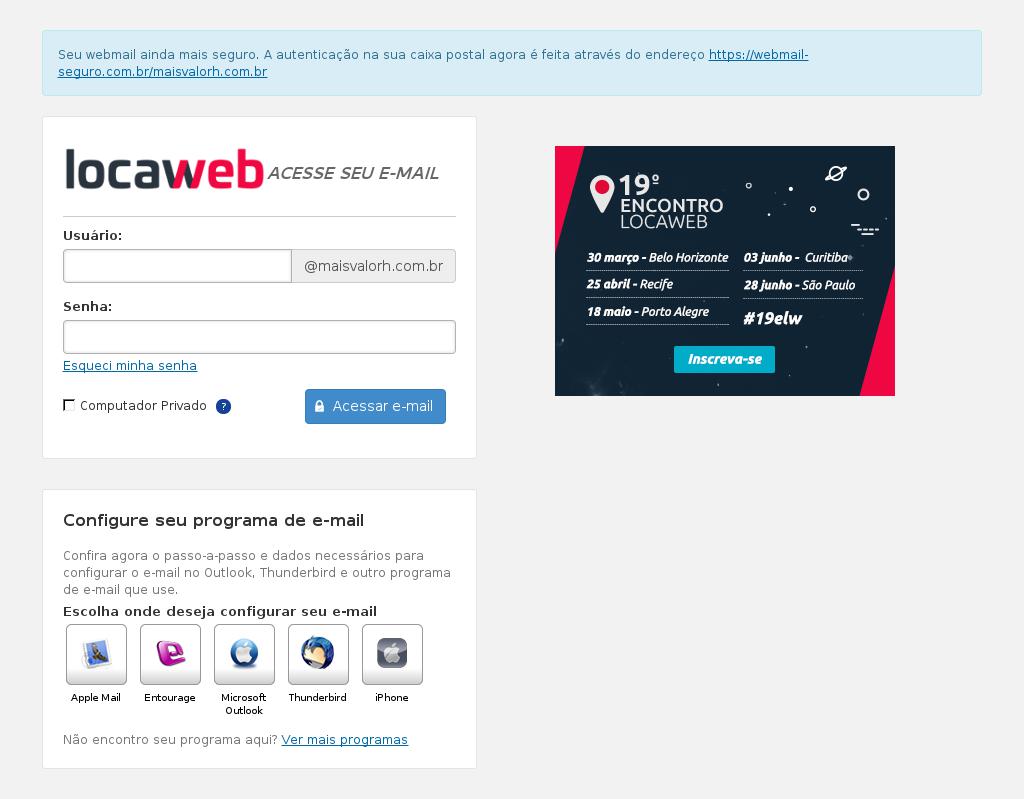 Seu webmail ainda mais seguro. A autenticação na sua caixa postal agora é feita através do endereço https://webmail-
seguro.com.br/maisvalorh.com.br
locaweb ACESSE SEU E-MAIL
Usuário:
@maisvalorh.com.br
Senha:
Esqueci minha senha
Computador Privado ?
Acessar e-mail
19º
ENCONTRO
LOCAWEB
30 março - Belo Horizonte
25 abril - Recife
18 maio - Porto Alegre
03 junho - Curitiba
28 junho - São Paulo
#19elw
Inscreva-se
Configure seu programa de e-mail
Confira agora o passo-a-passo e dados necessários para
configurar o e-mail no Outlook, Thunderbird e outro programa
de e-mail que use.
Escolha onde deseja configurar seu e-mail
Apple Mail
Entourage
Microsoft
Outlook
Thunderbird
iPhone
Não encontro seu programa aqui? Ver mais programas